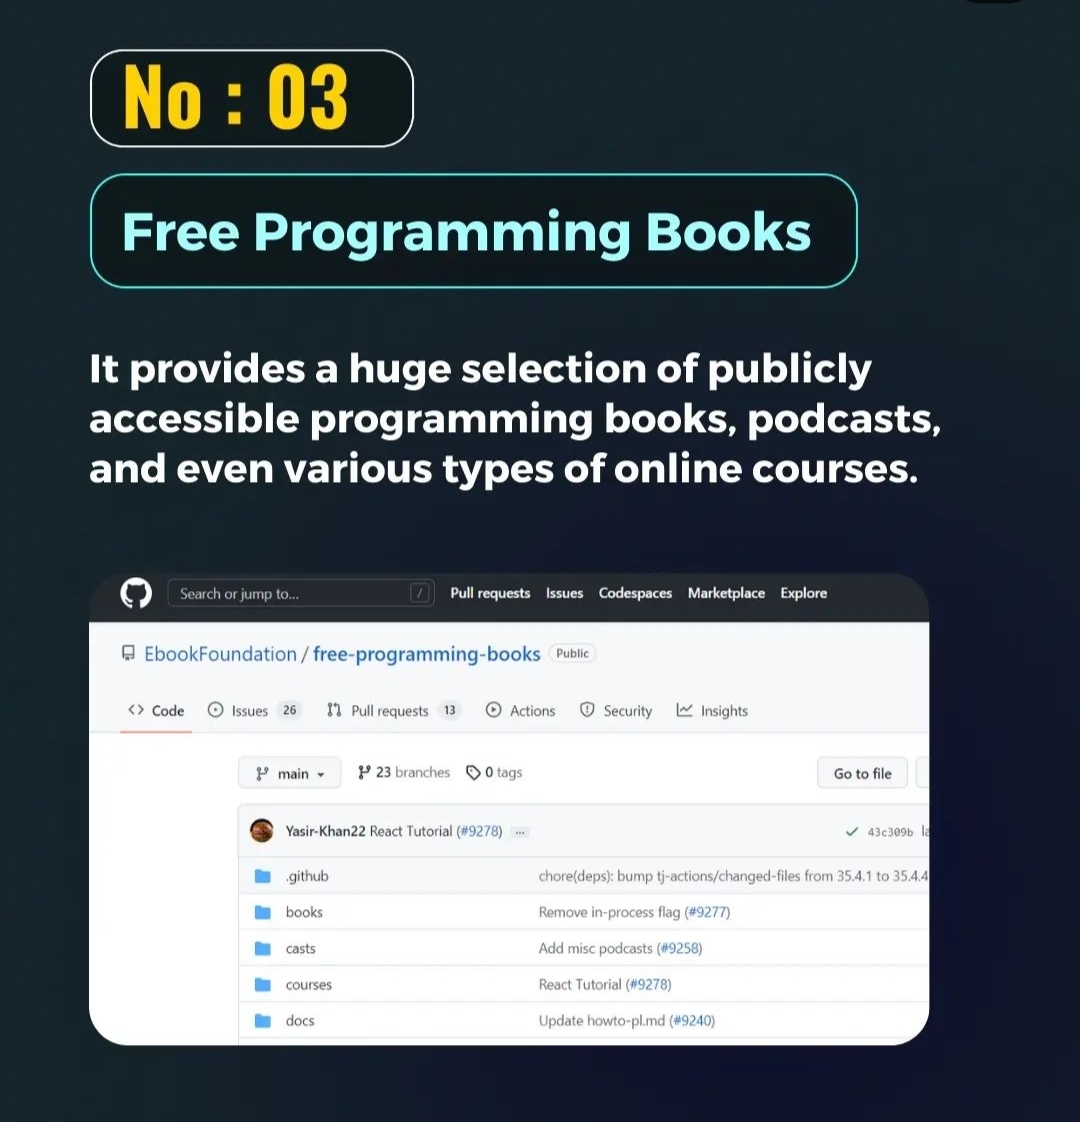 No : 03
Free Programming Books
It provides a huge selection of publicly
accessible programming books, podcasts,
and even various types of online courses.
Search or jump to... / Pull requests Issues Codespaces Marketplace Explore
EbookFoundation / free-programming-books Public
<> Code Issues 26 Pull requests 13 Actions Security Insights
main 23 branches 0 tags Go to file
Yasir-Khan22 React Tutorial (#9278) ... 43c309b la
.github chore(deps): bump tj-actions/changed-files from 35.4.1 to 35.4.4
books Remove in-process flag (#9277)
casts Add misc podcasts (#9258)
courses React Tutorial (#9278)
docs Update howto-pl.md (#9240)